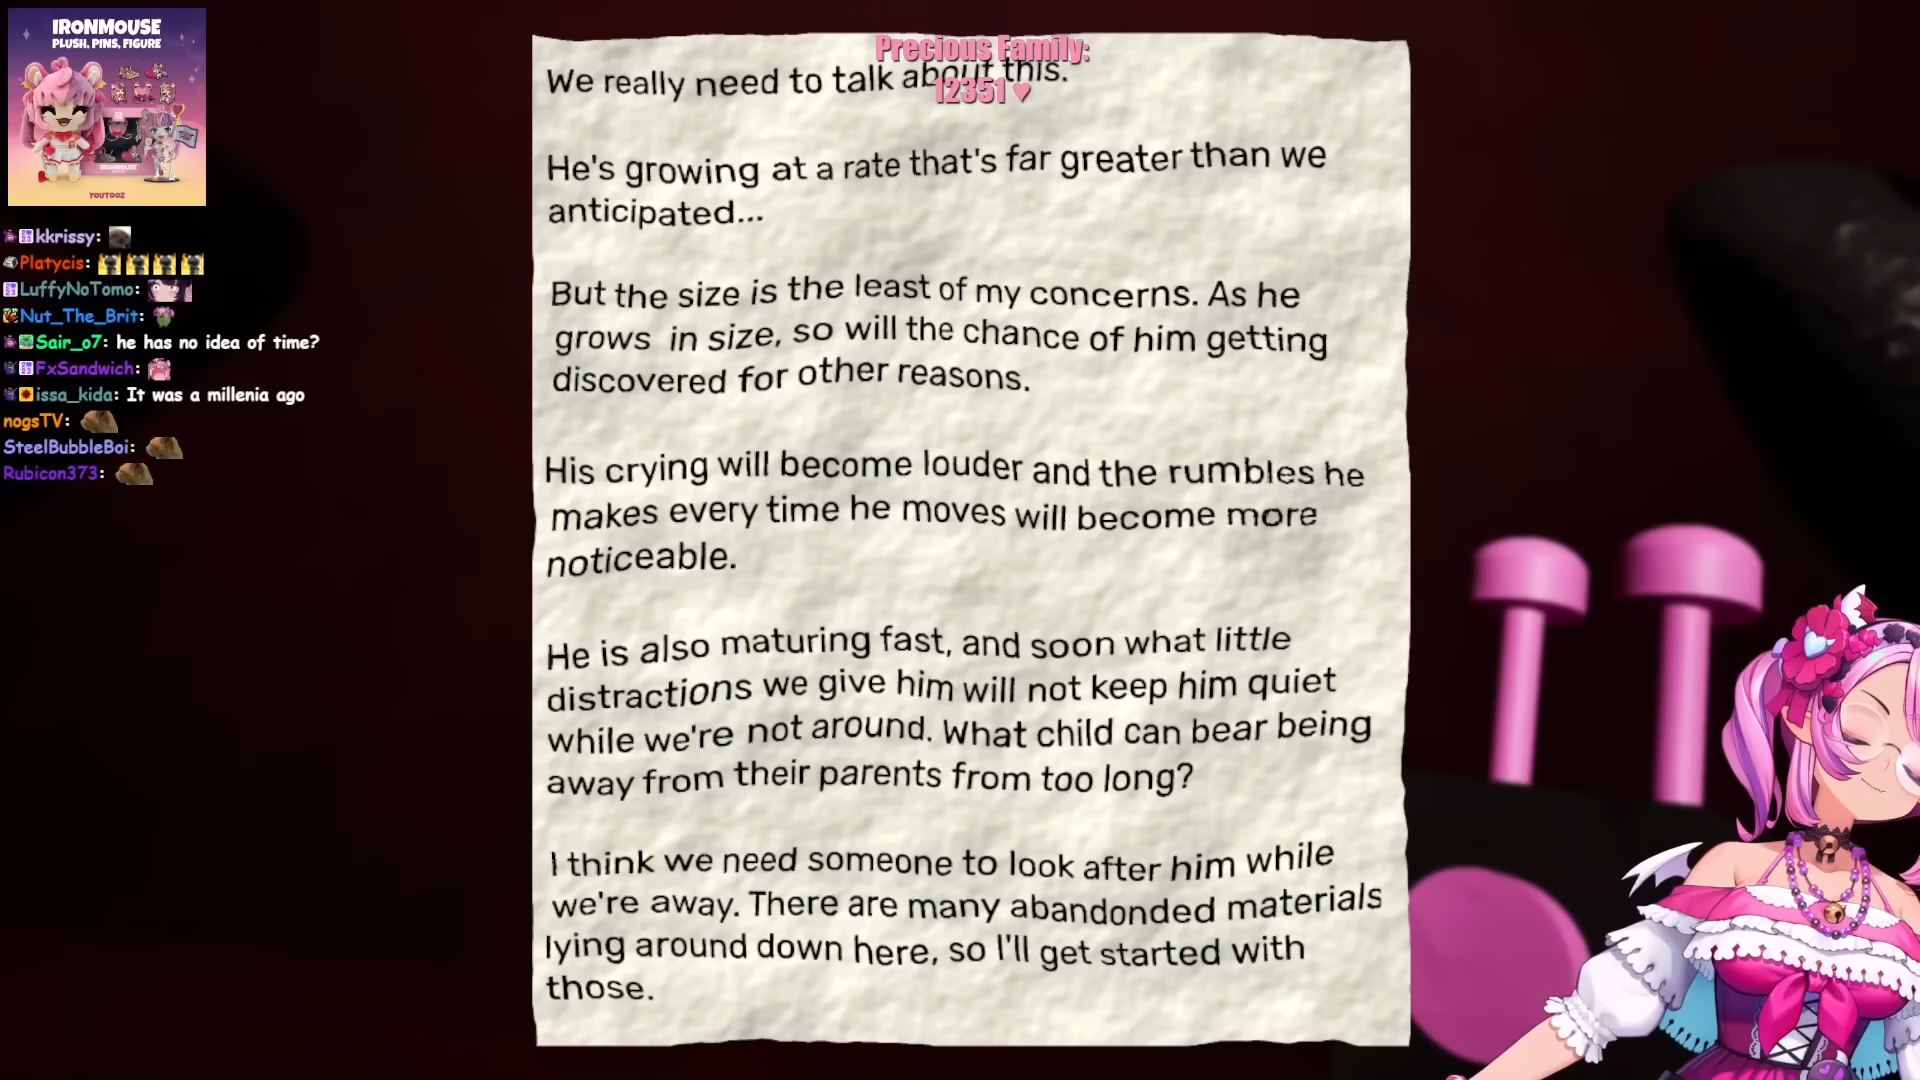 IRONMOUSE
PLUSH, PINS, FIGURE
IRONMOUSE
YOUTOOZ
kkrissy:
Platycis:
LuffyNoTomo:
Nut_The_Brit:
Sair_o7: he has no idea of time?
FxSandwich:
issa_kida: It was a millenia ago
nogsTV:
SteelBubbleBoi:
Rubicon373:
Precious Family:
12351 ♥
We really need to talk about this.
He's growing at a rate that's far greater than we
anticipated...
But the size is the least of my concerns. As he
grows in size, so will the chance of him getting
discovered for other reasons.
His crying will become louder and the rumbles he
makes every time he moves will become more
noticeable.
He is also maturing fast, and soon what little
distractions we give him will not keep him quiet
while we're not around. What child can bear being
away from their parents from too long?
I think we need someone to look after him while
we're away. There are many abandonded materials
lying around down here, so I'll get started with
those.